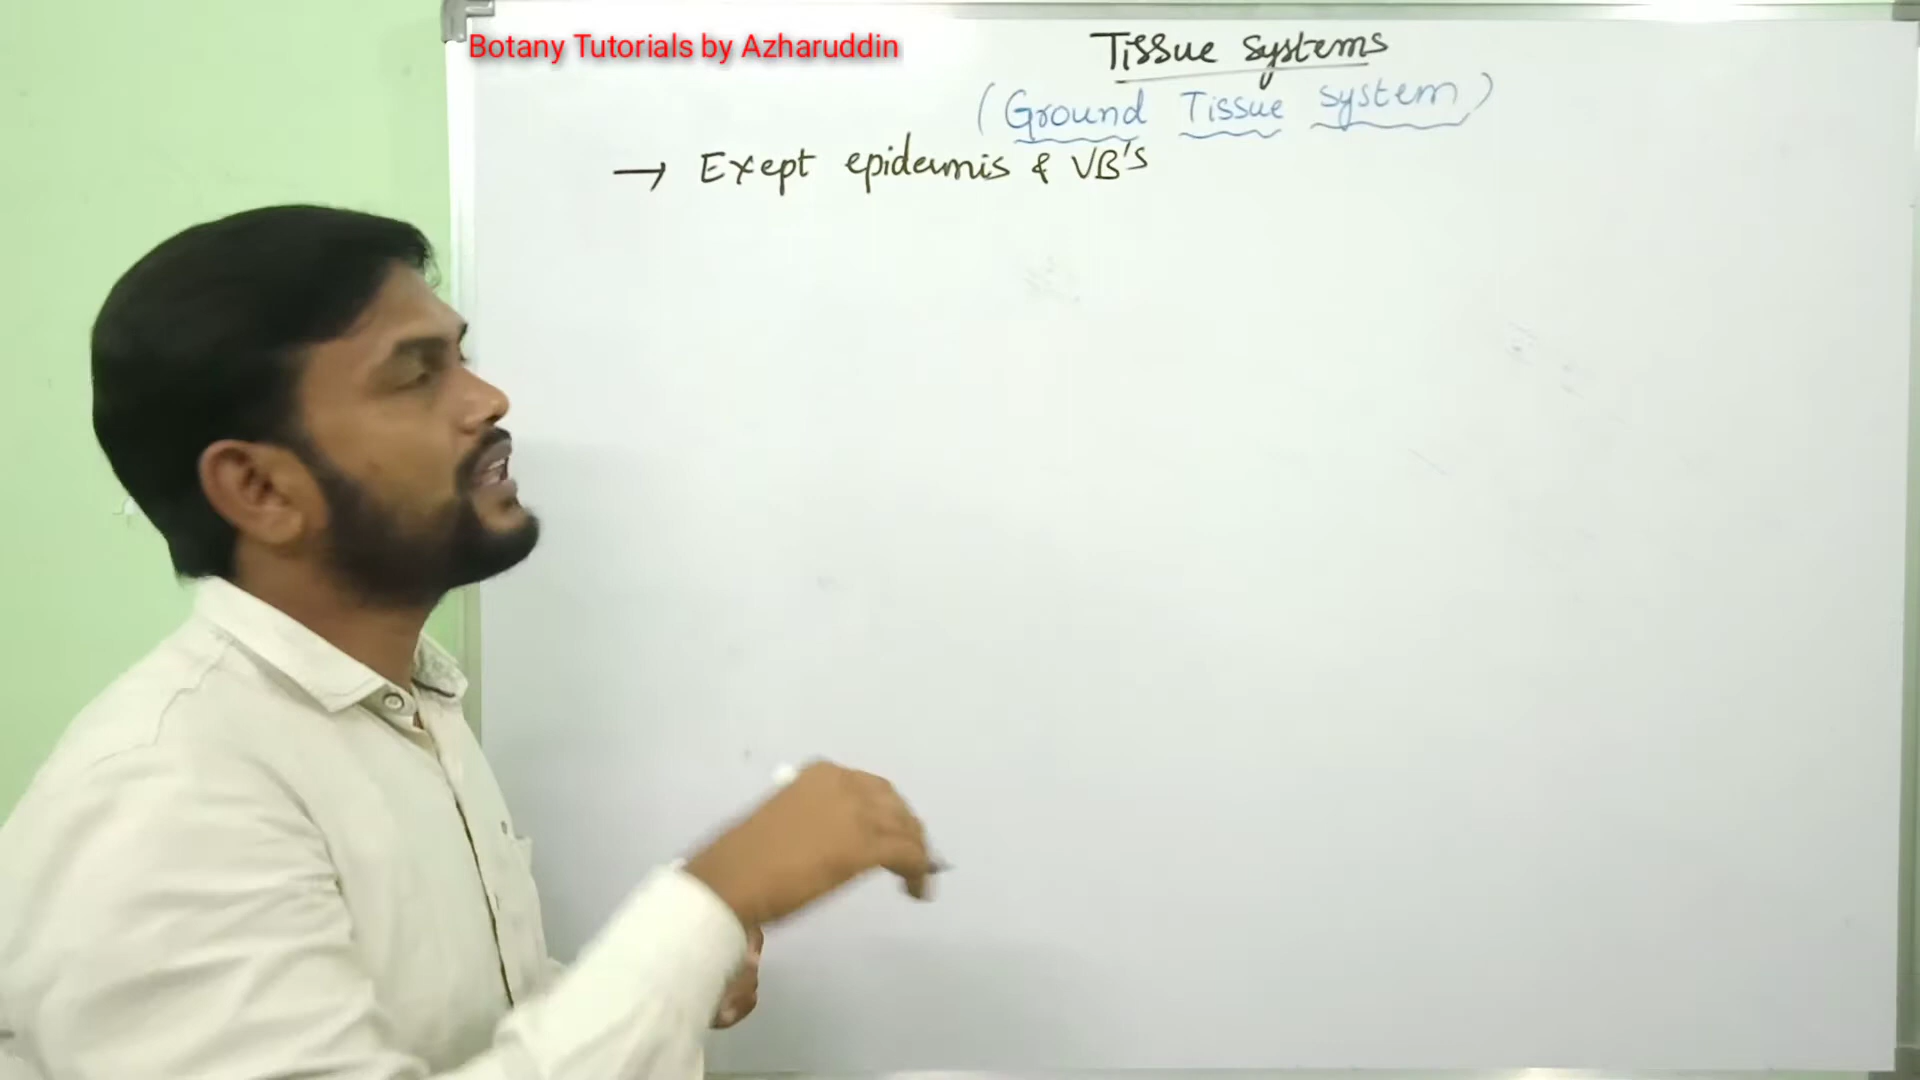 Botany Tutorials by Azharuddin
Tissue systems
(Ground Tissue system)
→ Exept epidermis & VB's